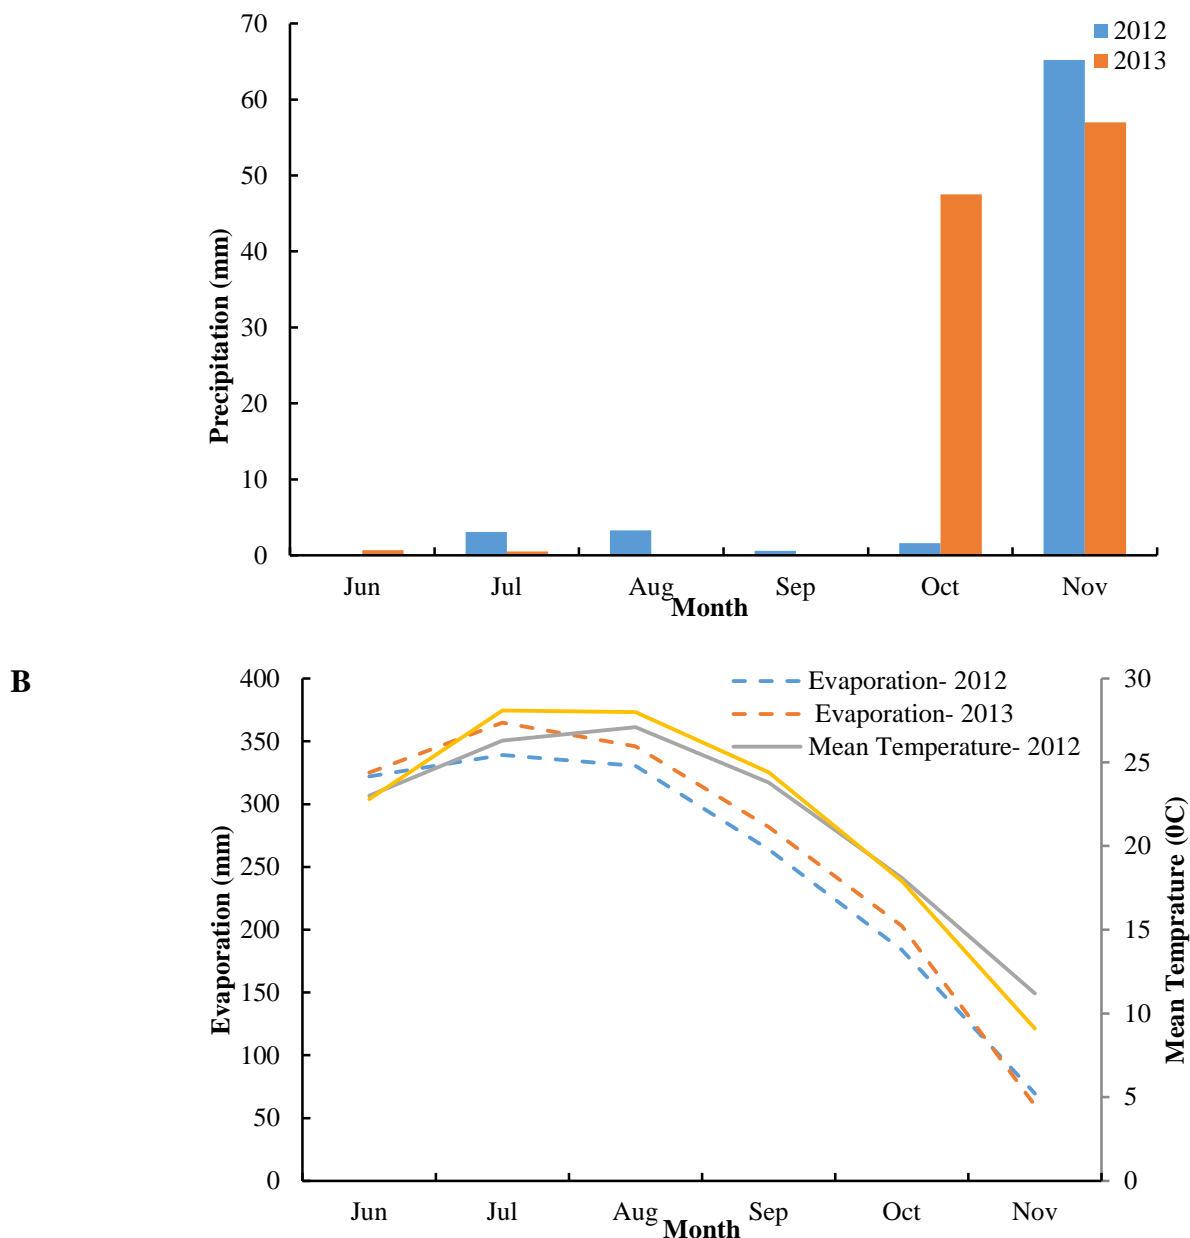 70
2012
2013
60
50
40
30
20
10
0
Precipitation (mm)
Jun Jul Aug Sep Oct Nov
Month
B
400 30
Evaporation- 2012
Evaporation- 2013
Mean Temperature- 2012
350
25
300
250
20
200
15
150
10
100
5
50
0 0
Evaporation (mm)
Mean Temprature (0C)
Jun Jul Aug Sep Oct Nov
Month